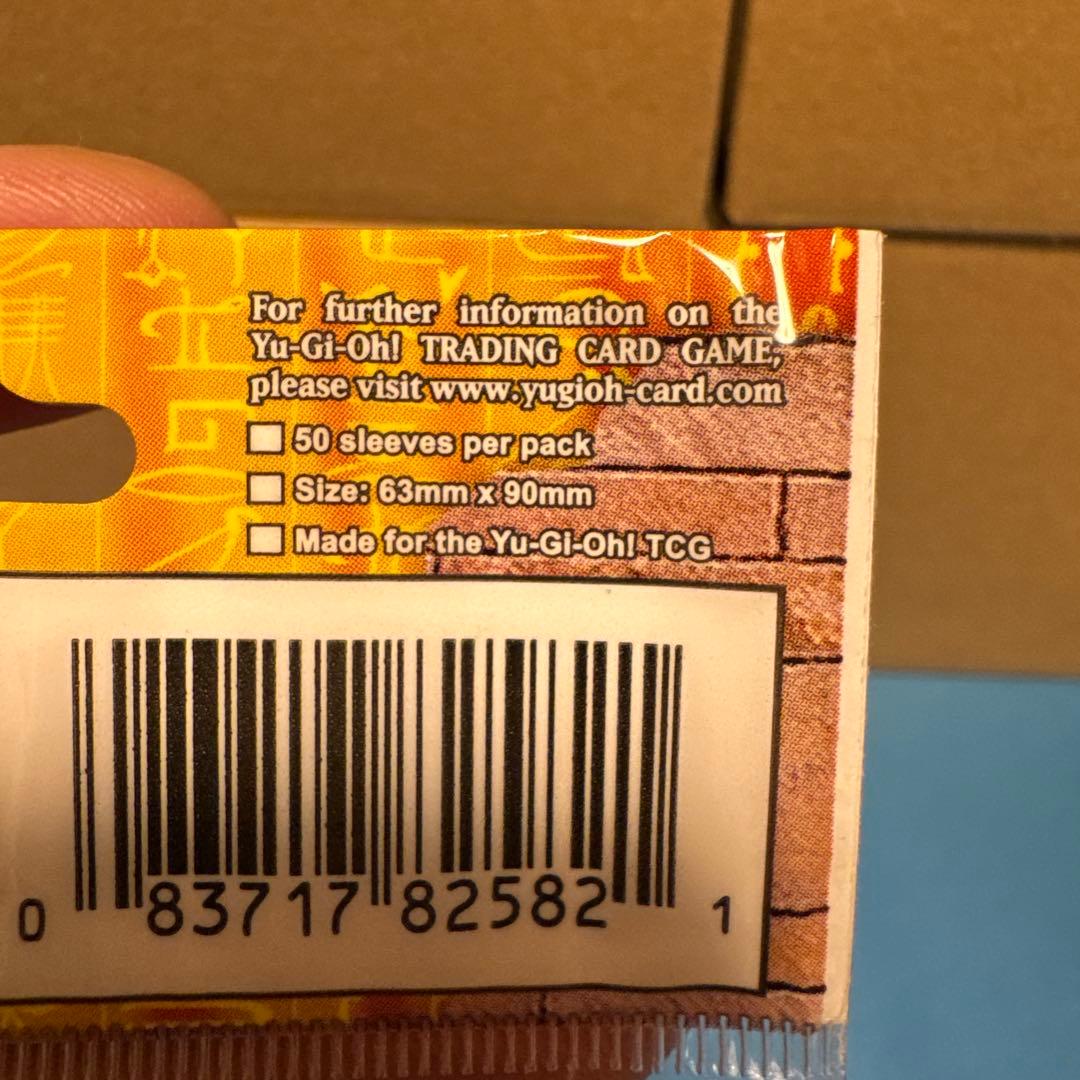 For further information on the
Yu-Gi-Oh! TRADING CARD GAME,
please visit www.yugioh-card.com
50 sleeves per pack
Size: 63mm x 90mm
Made for the Yu-Gi-Oh! TCG
0 83717 82582 1